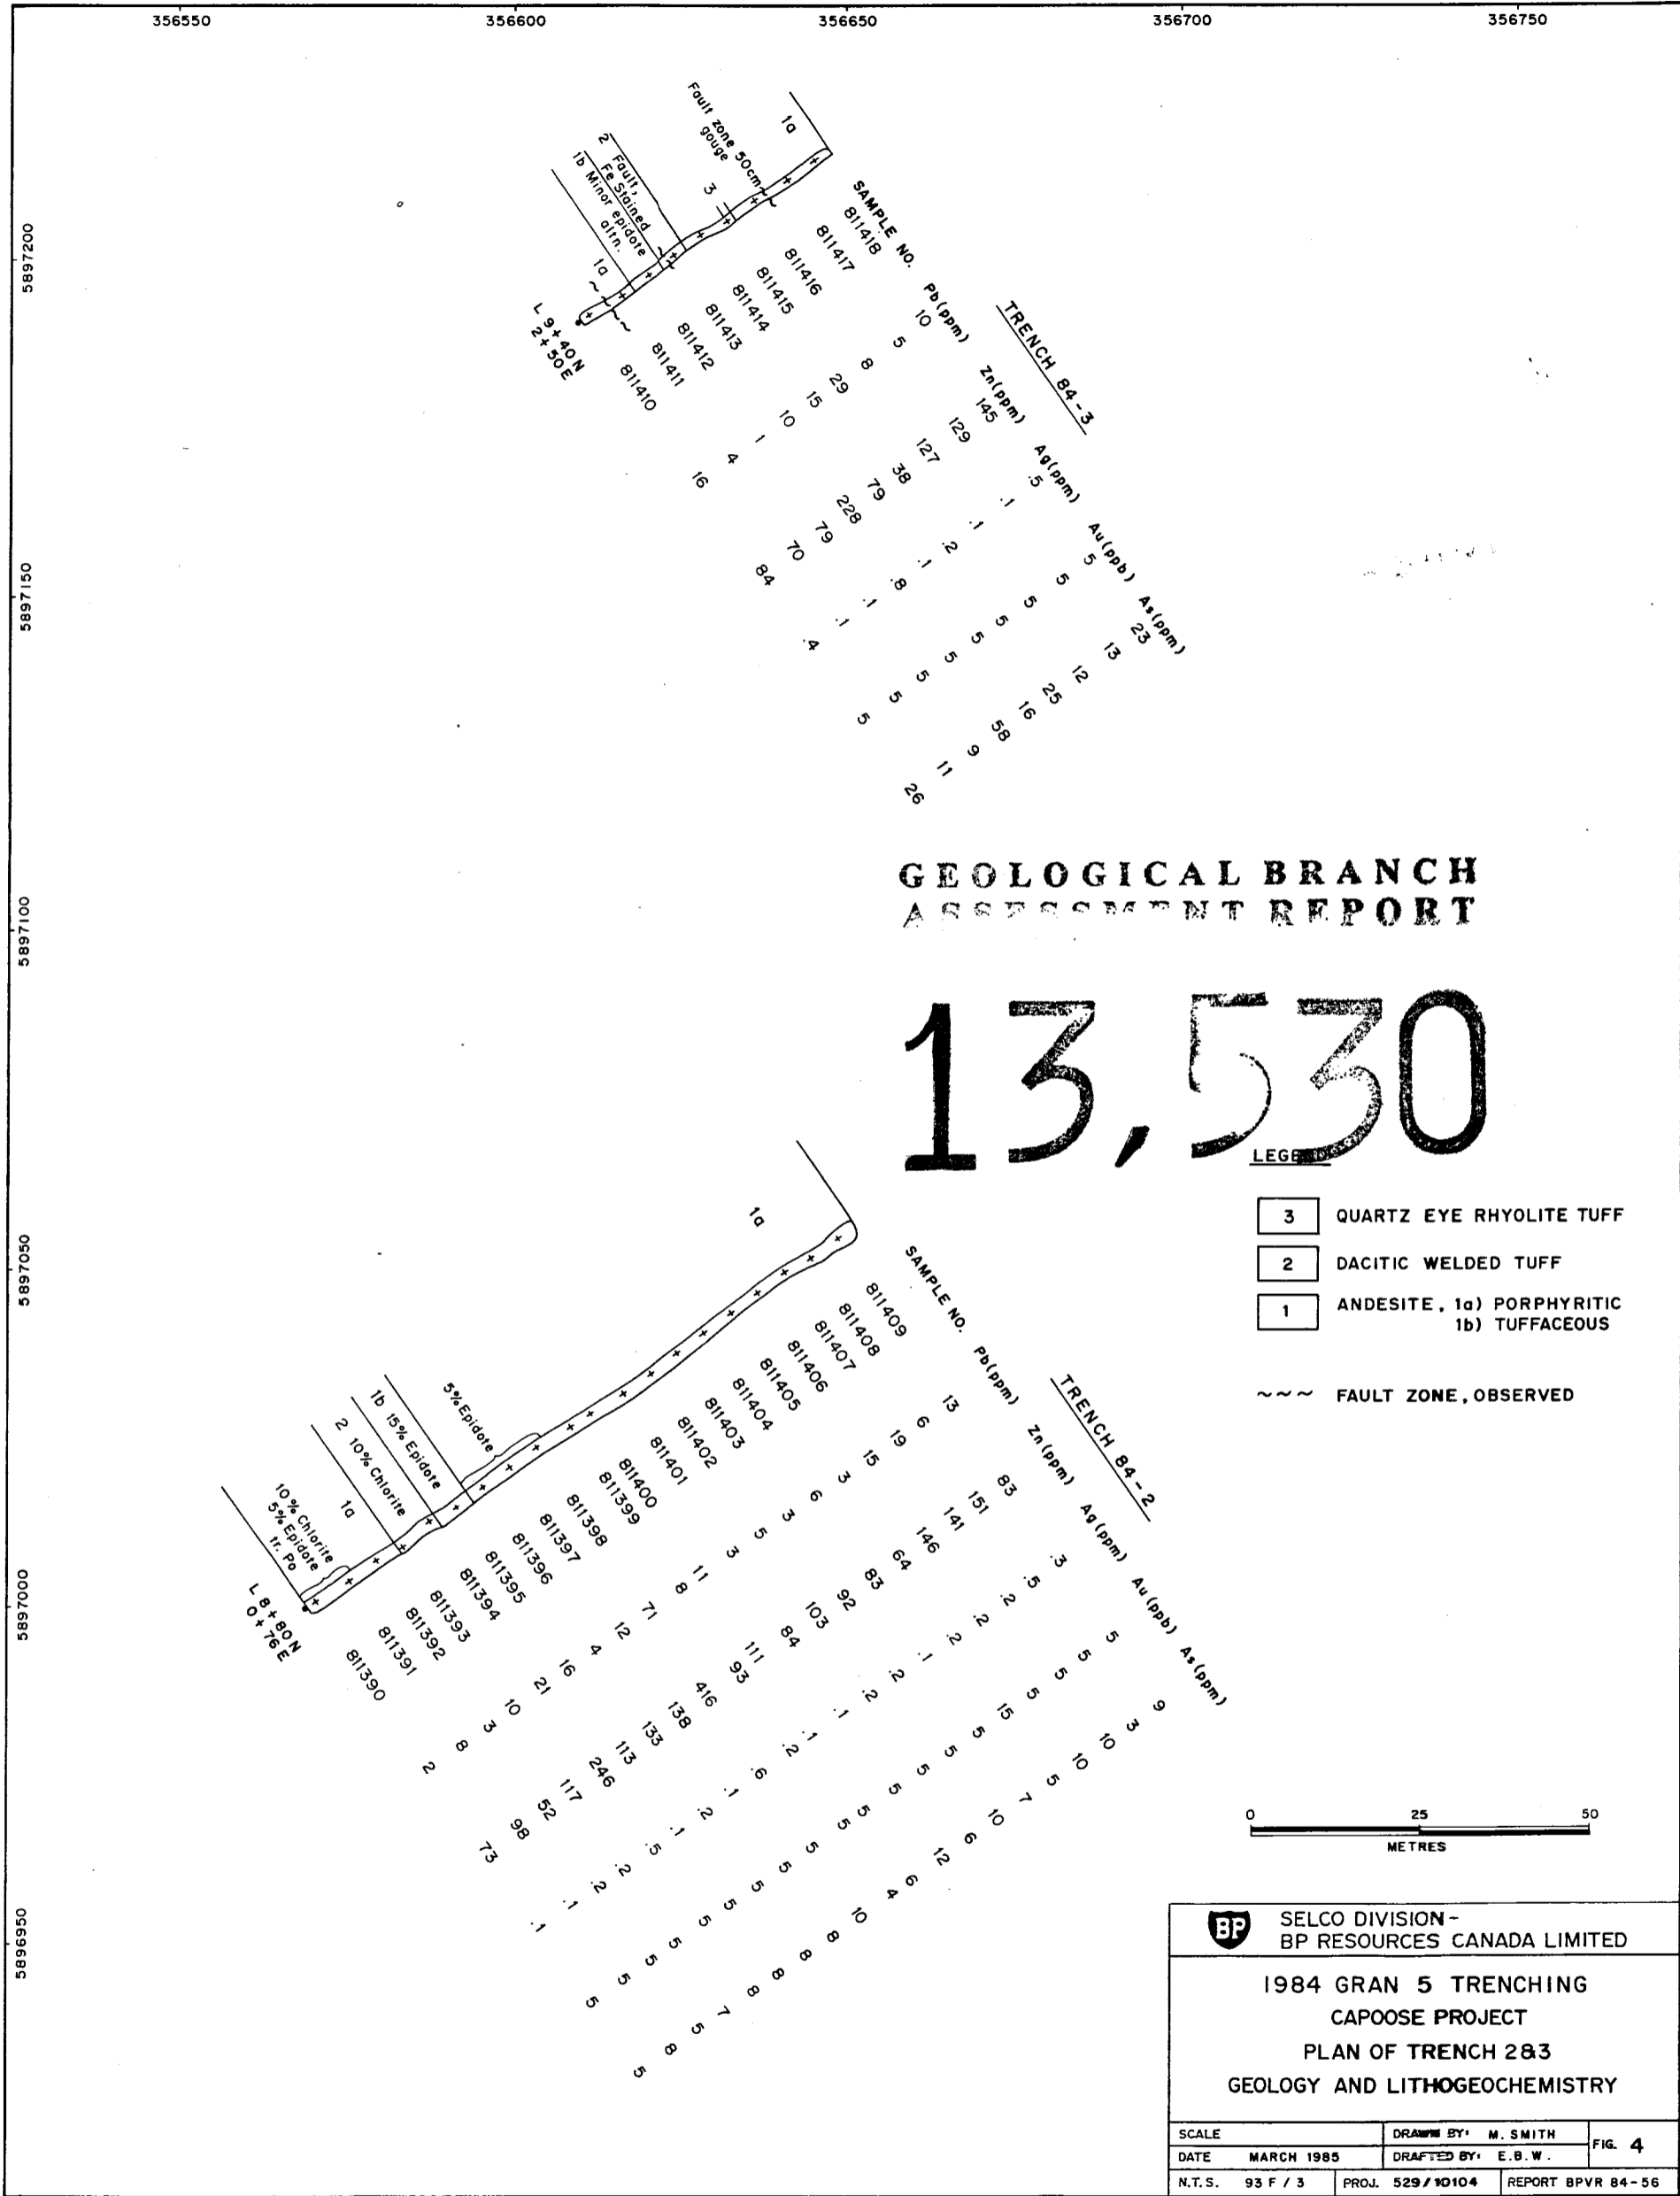 356550 356600 356650 356700 356750
5897200
5897150
5897100
5897050
5897000
5896950
1a
Fault zone 50cm
gouge
3
2 Fault,
Fe Stained
1b Minor epidote
altn.
1a
L 9+40 N
2+50 E
TRENCH 84-3
SAMPLE NO. Pb(ppm) Zn(ppm) Ag(ppm) Au(ppb) As(ppm)
811418 10 145 .5 5 23
811417 5 129 .1 5 13
811416 8 127 .1 5 12
811415 29 38 .2 5 25
811414 15 79 .1 5 16
811413 10 228 .8 5 58
811412 1 79 .1 5 9
811411 4 70 .1 5 11
811410 16 84 .4 5 26
GEOLOGICAL BRANCH
ASSESSMENT REPORT
13,530
LEGEND
3 QUARTZ EYE RHYOLITE TUFF
2 DACITIC WELDED TUFF
1 ANDESITE, 1a) PORPHYRITIC
1b) TUFFACEOUS
~~~ FAULT ZONE, OBSERVED
1a
5% Epidote
1b 15% Epidote
2 10% Chlorite
1a
10% Chlorite
5% Epidote
tr. Po
L 8+80 N
0+76 E
TRENCH 84-2
SAMPLE NO. Pb(ppm) Zn(ppm) Ag(ppm) Au(ppb) As(ppm)
811409 13 83 .3 5 9
811408 6 151 .5 5 3
811407 19 141 .2 5 10
811406 15 146 .2 5 10
811405 3 64 .2 15 5
811404 6 83 .1 5 7
811403 3 92 .2 5 10
811402 5 103 .2 5 6
811401 3 84 .1 5 12
811400 11 111 .1 5 6
811399 8 93 .2 5 4
811398 71 416 .6 5 10
811397 12 138 .1 5 8
811396 4 133 .2 5 8
811395 16 113 .1 5 8
811394 21 246 .5 5 8
811393 10 117 .2 5 7
811392 3 52 .2 5 5
811391 8 98 .1 5 8
811390 2 73 .1 5 5
0 25 50
METRES
BP SELCO DIVISION-
BP RESOURCES CANADA LIMITED
1984 GRAN 5 TRENCHING
CAPOOSE PROJECT
PLAN OF TRENCH 2&3
GEOLOGY AND LITHOGEOCHEMISTRY
SCALE DRAWN BY: M. SMITH
FIG. 4
DATE MARCH 1985 DRAFTED BY: E.B.W.
N.T.S. 93 F / 3 PROJ. 529/10104 REPORT BPVR 84-56